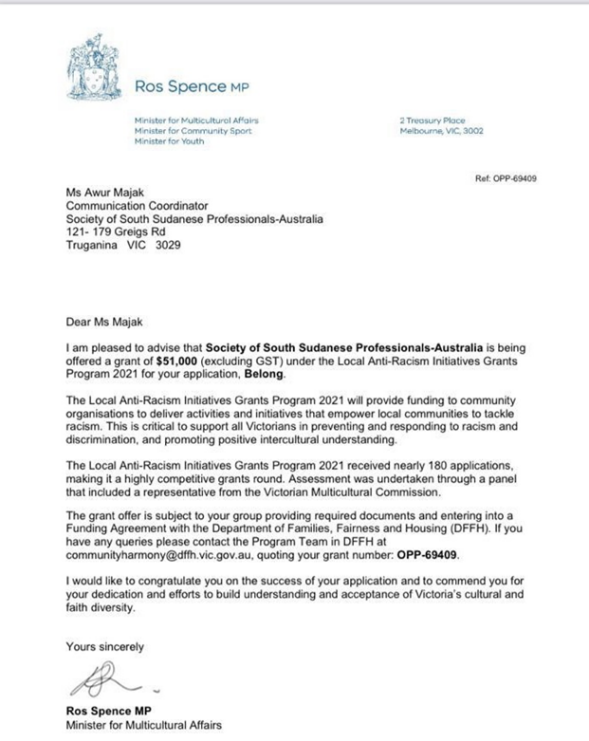 Ros Spence MP
Minister for Multicultural Affairs
Minister for Community Sport
Minister for Youth
2 Treasury Place
Melbourne, VIC, 3002
Ref: OPP-69409
Ms Awur Majak
Communication Coordinator
Society of South Sudanese Professionals-Australia
121- 179 Greigs Rd
Truganina VIC 3029
Dear Ms Majak
I am pleased to advise that Society of South Sudanese Professionals-Australia is being
offered a grant of $51,000 (excluding GST) under the Local Anti-Racism Initiatives Grants
Program 2021 for your application, Belong.
The Local Anti-Racism Initiatives Grants Program 2021 will provide funding to community
organisations to deliver activities and initiatives that empower local communities to tackle
racism. This is critical to support all Victorians in preventing and responding to racism and
discrimination, and promoting positive intercultural understanding.
The Local Anti-Racism Initiatives Grants Program 2021 received nearly 180 applications,
making it a highly competitive grants round. Assessment was undertaken through a panel
that included a representative from the Victorian Multicultural Commission.
The grant offer is subject to your group providing required documents and entering into a
Funding Agreement with the Department of Families, Fairness and Housing (DFFH). If you
have any queries please contact the Program Team in DFFH at
communityharmony@dffh.vic.gov.au, quoting your grant number: OPP-69409.
I would like to congratulate you on the success of your application and to commend you for
your dedication and efforts to build understanding and acceptance of Victoria's cultural and
faith diversity.
Yours sincerely
Ros Spence MP
Minister for Multicultural Affairs